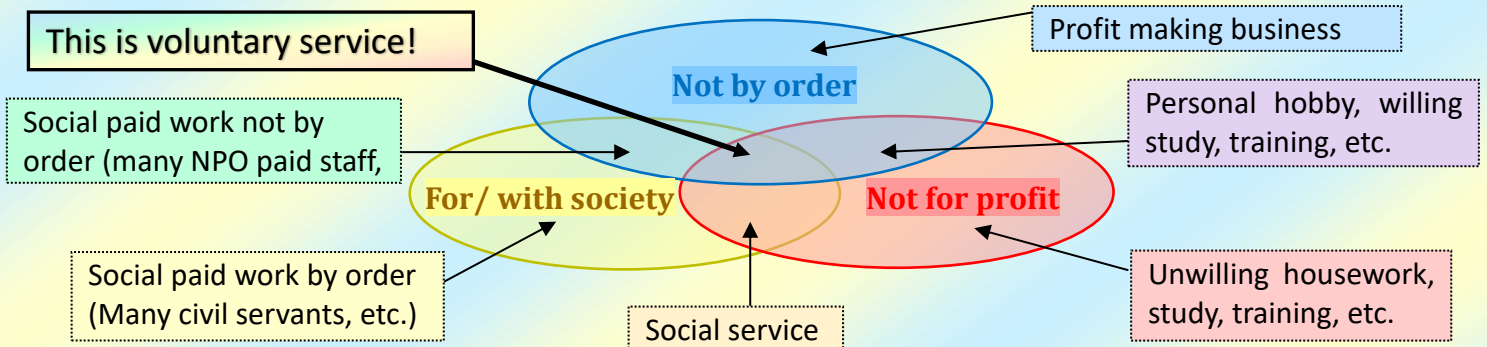 This is voluntary service!
Profit making business
Not by order
Social paid work not by
order (many NPO paid staff,
Personal hobby, willing
study, training, etc.
For/ with society
Not for profit
Social paid work by order
(Many civil servants, etc.)
Social service
Unwilling housework,
study, training, etc.